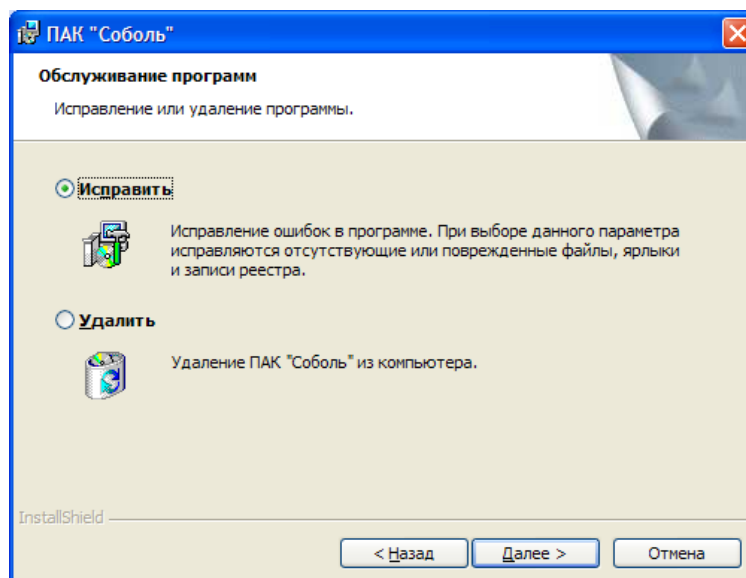 ПАК "Соболь"
Обслуживание программ
Исправление или удаление программы.
Исправить
Исправление ошибок в программе. При выборе данного параметра
исправляются отсутствующие или поврежденные файлы, ярлыки
и записи реестра.
Удалить
Удаление ПАК "Соболь" из компьютера.
InstallShield
< Назад
Далее >
Отмена